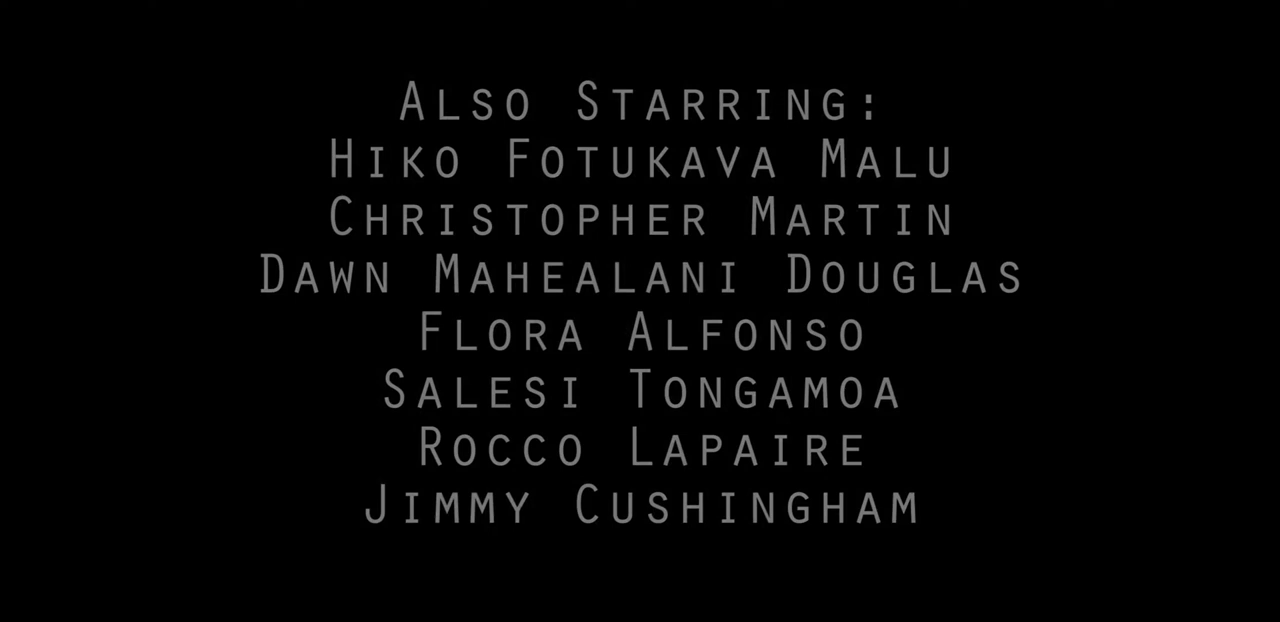 Also Starring:
Hiko Fotukava Malu
Christopher Martin
Dawn Mahealani Douglas
Flora Alfonso
Salesi Tongamoa
Rocco Lapaire
Jimmy Cushingham